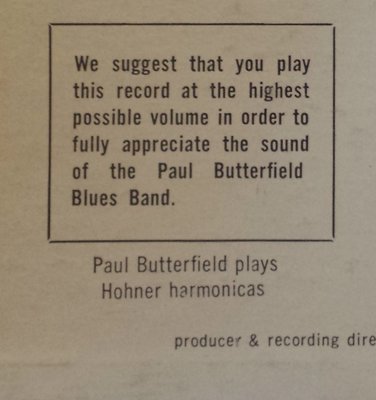 We suggest that you play
this record at the highest
possible volume in order to
fully appreciate the sound
of the Paul Butterfield
Blues Band.
Paul Butterfield plays
Hohner harmonicas
producer & recording dire